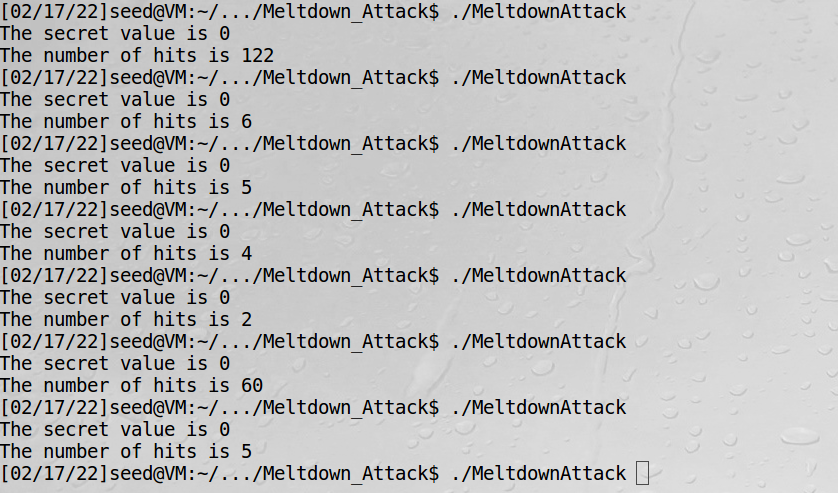 [02/17/22]seed@VM:~/.../Meltdown_Attack$ ./MeltdownAttack
The secret value is 0
The number of hits is 122
[02/17/22]seed@VM:~/.../Meltdown_Attack$ ./MeltdownAttack
The secret value is 0
The number of hits is 6
[02/17/22]seed@VM:~/.../Meltdown_Attack$ ./MeltdownAttack
The secret value is 0
The number of hits is 5
[02/17/22]seed@VM:~/.../Meltdown_Attack$ ./MeltdownAttack
The secret value is 0
The number of hits is 4
[02/17/22]seed@VM:~/.../Meltdown_Attack$ ./MeltdownAttack
The secret value is 0
The number of hits is 2
[02/17/22]seed@VM:~/.../Meltdown_Attack$ ./MeltdownAttack
The secret value is 0
The number of hits is 60
[02/17/22]seed@VM:~/.../Meltdown_Attack$ ./MeltdownAttack
The secret value is 0
The number of hits is 5
[02/17/22]seed@VM:~/.../Meltdown_Attack$ ./MeltdownAttack